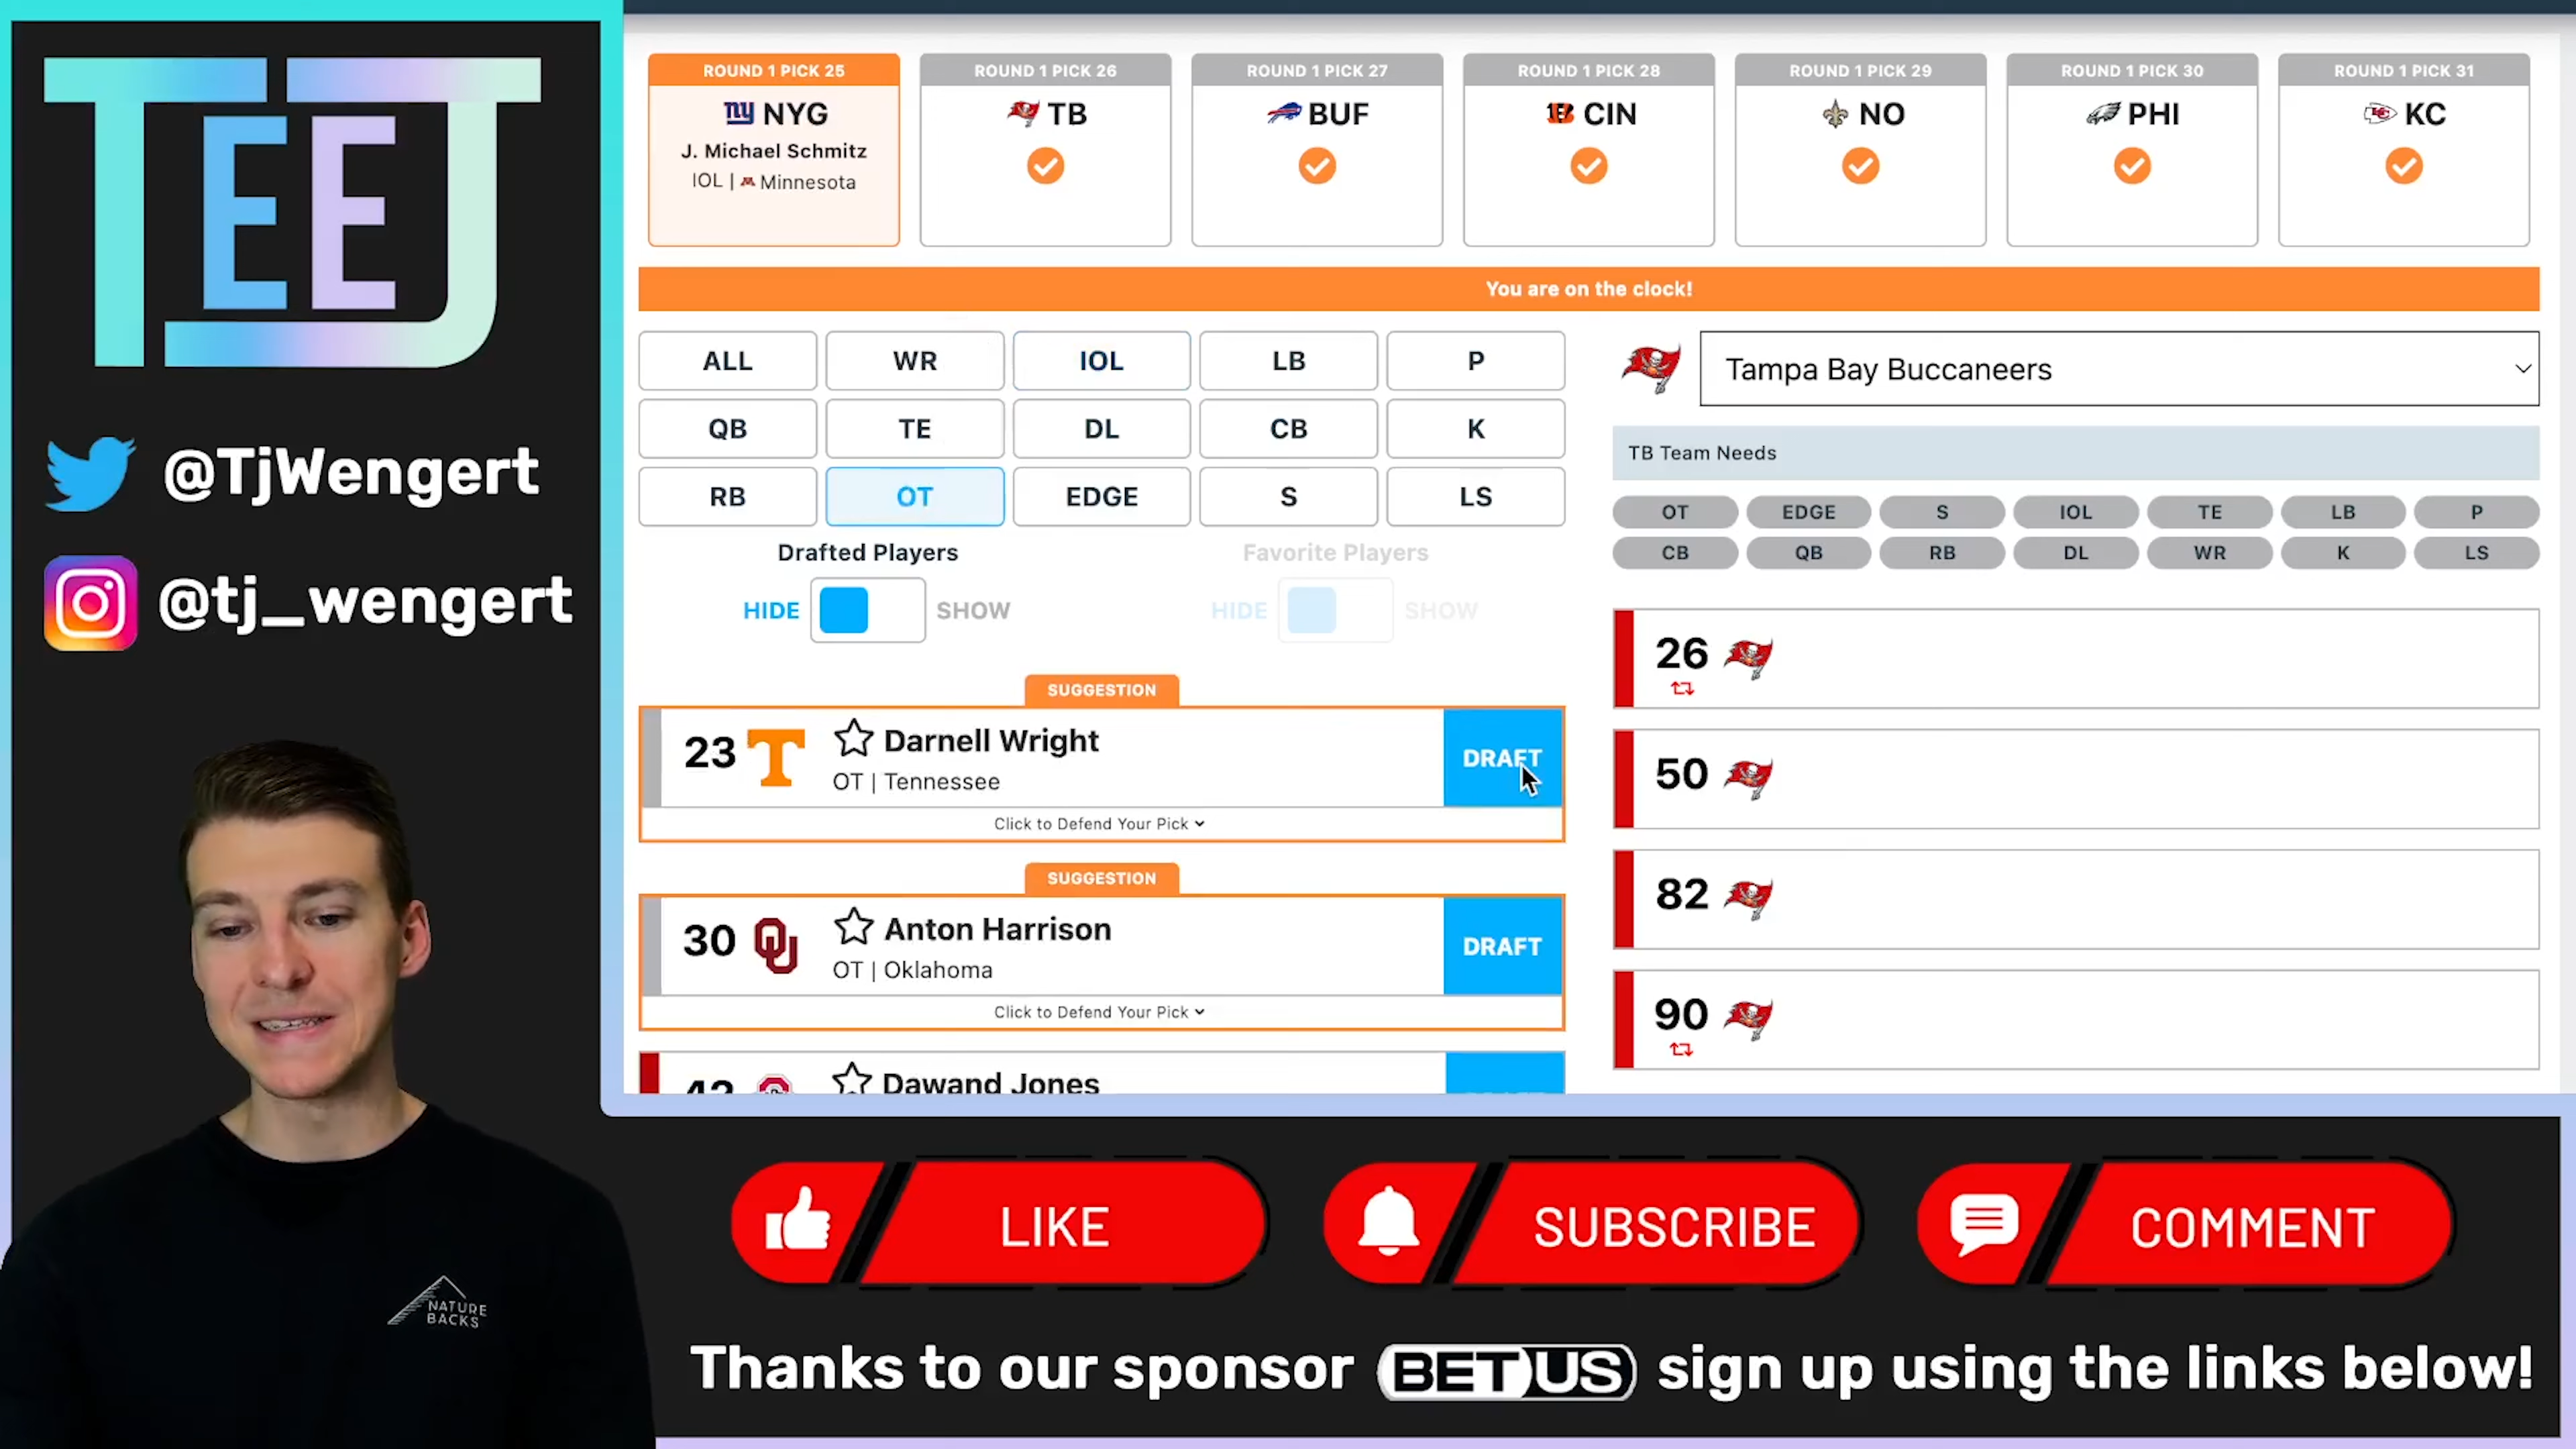 TEEJ
@TjWengert
@tj_wengert
NATURE
BACKS
ROUND 1 PICK 25
ny NYG
J. Michael Schmitz
IOL | Minnesota
ROUND 1 PICK 26
TB
ROUND 1 PICK 27
BUF
ROUND 1 PICK 28
CIN
ROUND 1 PICK 29
NO
ROUND 1 PICK 30
PHI
ROUND 1 PICK 31
KC
You are on the clock!
ALL WR IOL LB P
QB TE DL CB K
RB OT EDGE S LS
Drafted Players
HIDE SHOW
Favorite Players
HIDE SHOW
SUGGESTION
23 T Darnell Wright
OT | Tennessee
DRAFT
Click to Defend Your Pick
SUGGESTION
30 OU Anton Harrison
OT | Oklahoma
DRAFT
Click to Defend Your Pick
42 Dawand Jones
Tampa Bay Buccaneers
TB Team Needs
OT EDGE S IOL TE LB P
CB QB RB DL WR K LS
26
50
82
90
LIKE
SUBSCRIBE
COMMENT
Thanks to our sponsor BETUS sign up using the links below!